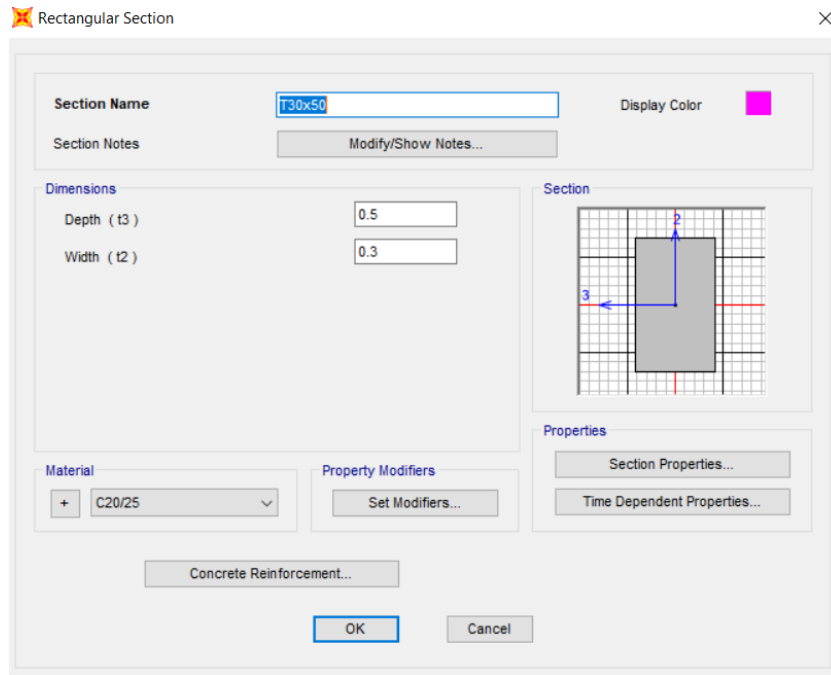 Rectangular Section
Section Name T30x50 Display Color
Section Notes Modify/Show Notes...
Dimensions
Depth ( t3 ) 0.5
Width ( t2 ) 0.3
Section
2
3
Properties
Section Properties...
Time Dependent Properties...
Material
+ C20/25
Property Modifiers
Set Modifiers...
Concrete Reinforcement...
OK Cancel